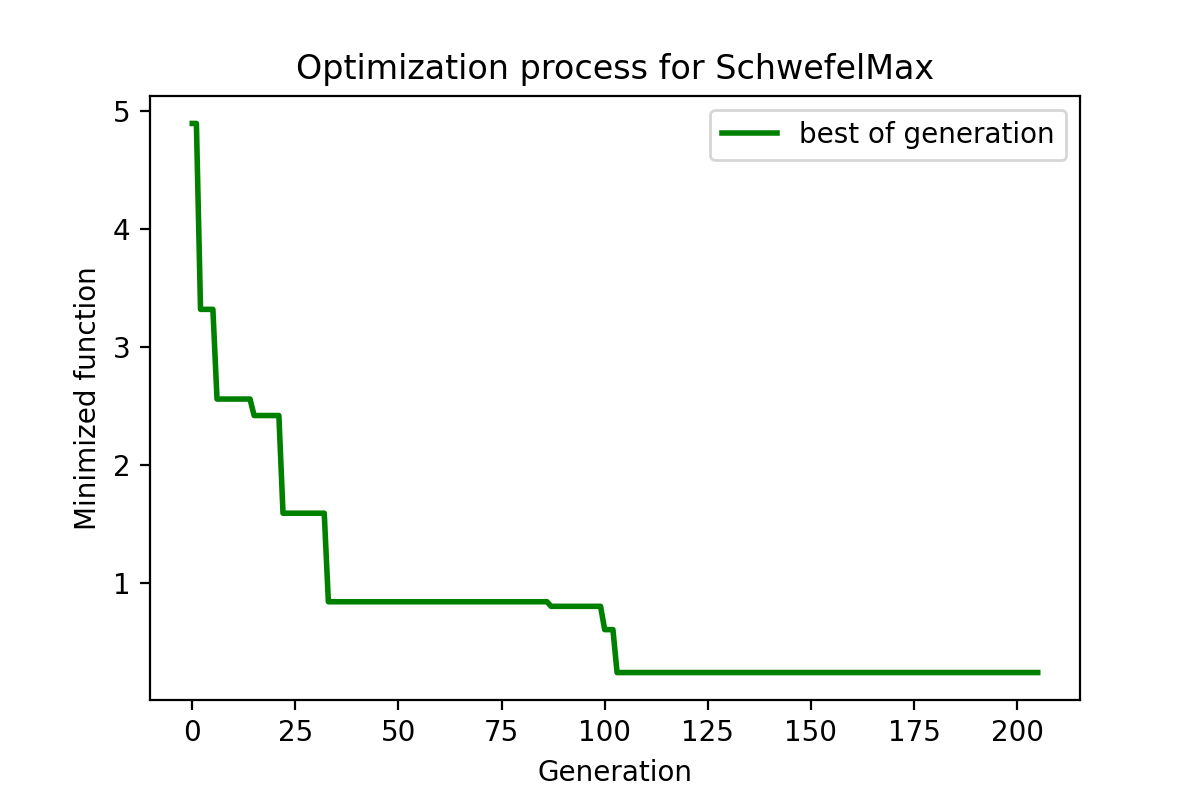 Optimization process for SchwefelMax
best of generation
Minimized function
5
4
3
2
1
0 25 50 75 100 125 150 175 200
Generation